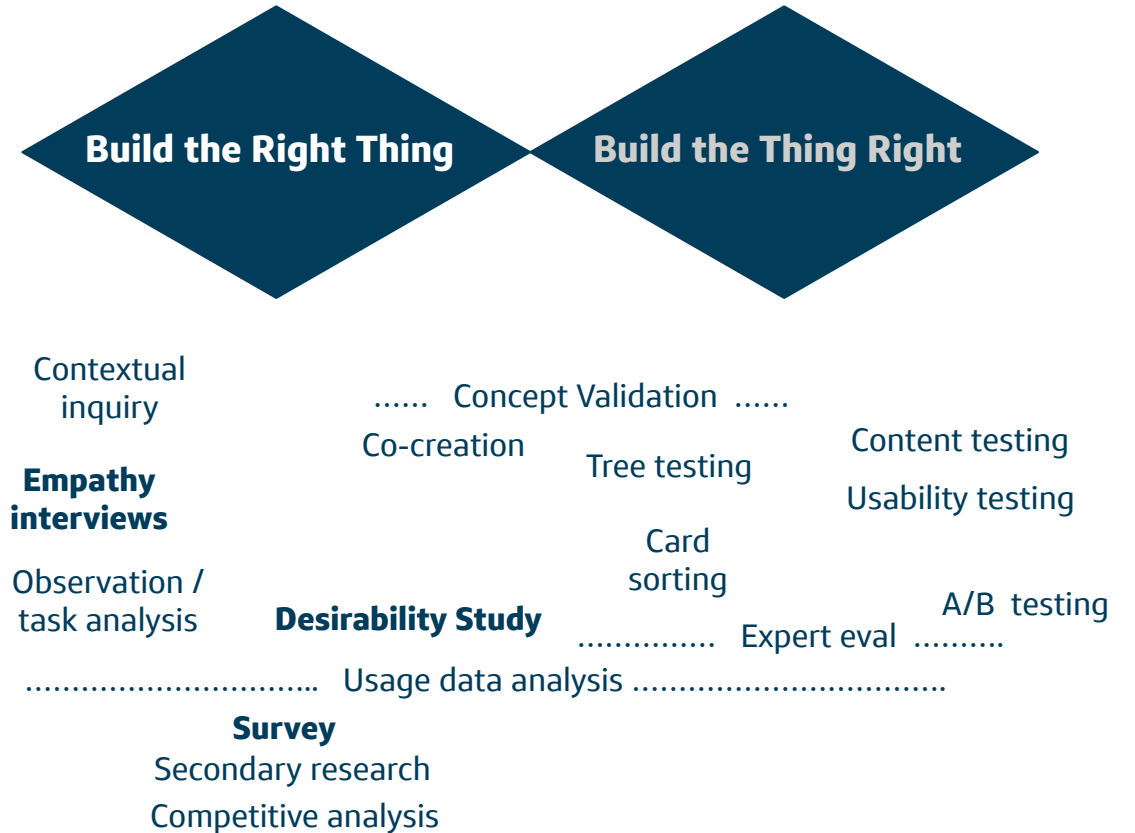 Build the Right Thing
Build the Thing Right
Contextual
inquiry
...... Concept Validation ......
Co-creation
Tree testing
Content testing
Empathy
interviews
Usability testing
Card
sorting
Observation /
task analysis
Desirability Study
A/B testing
............... Expert eval ..........
................................ Usage data analysis ..................................
Survey
Secondary research
Competitive analysis